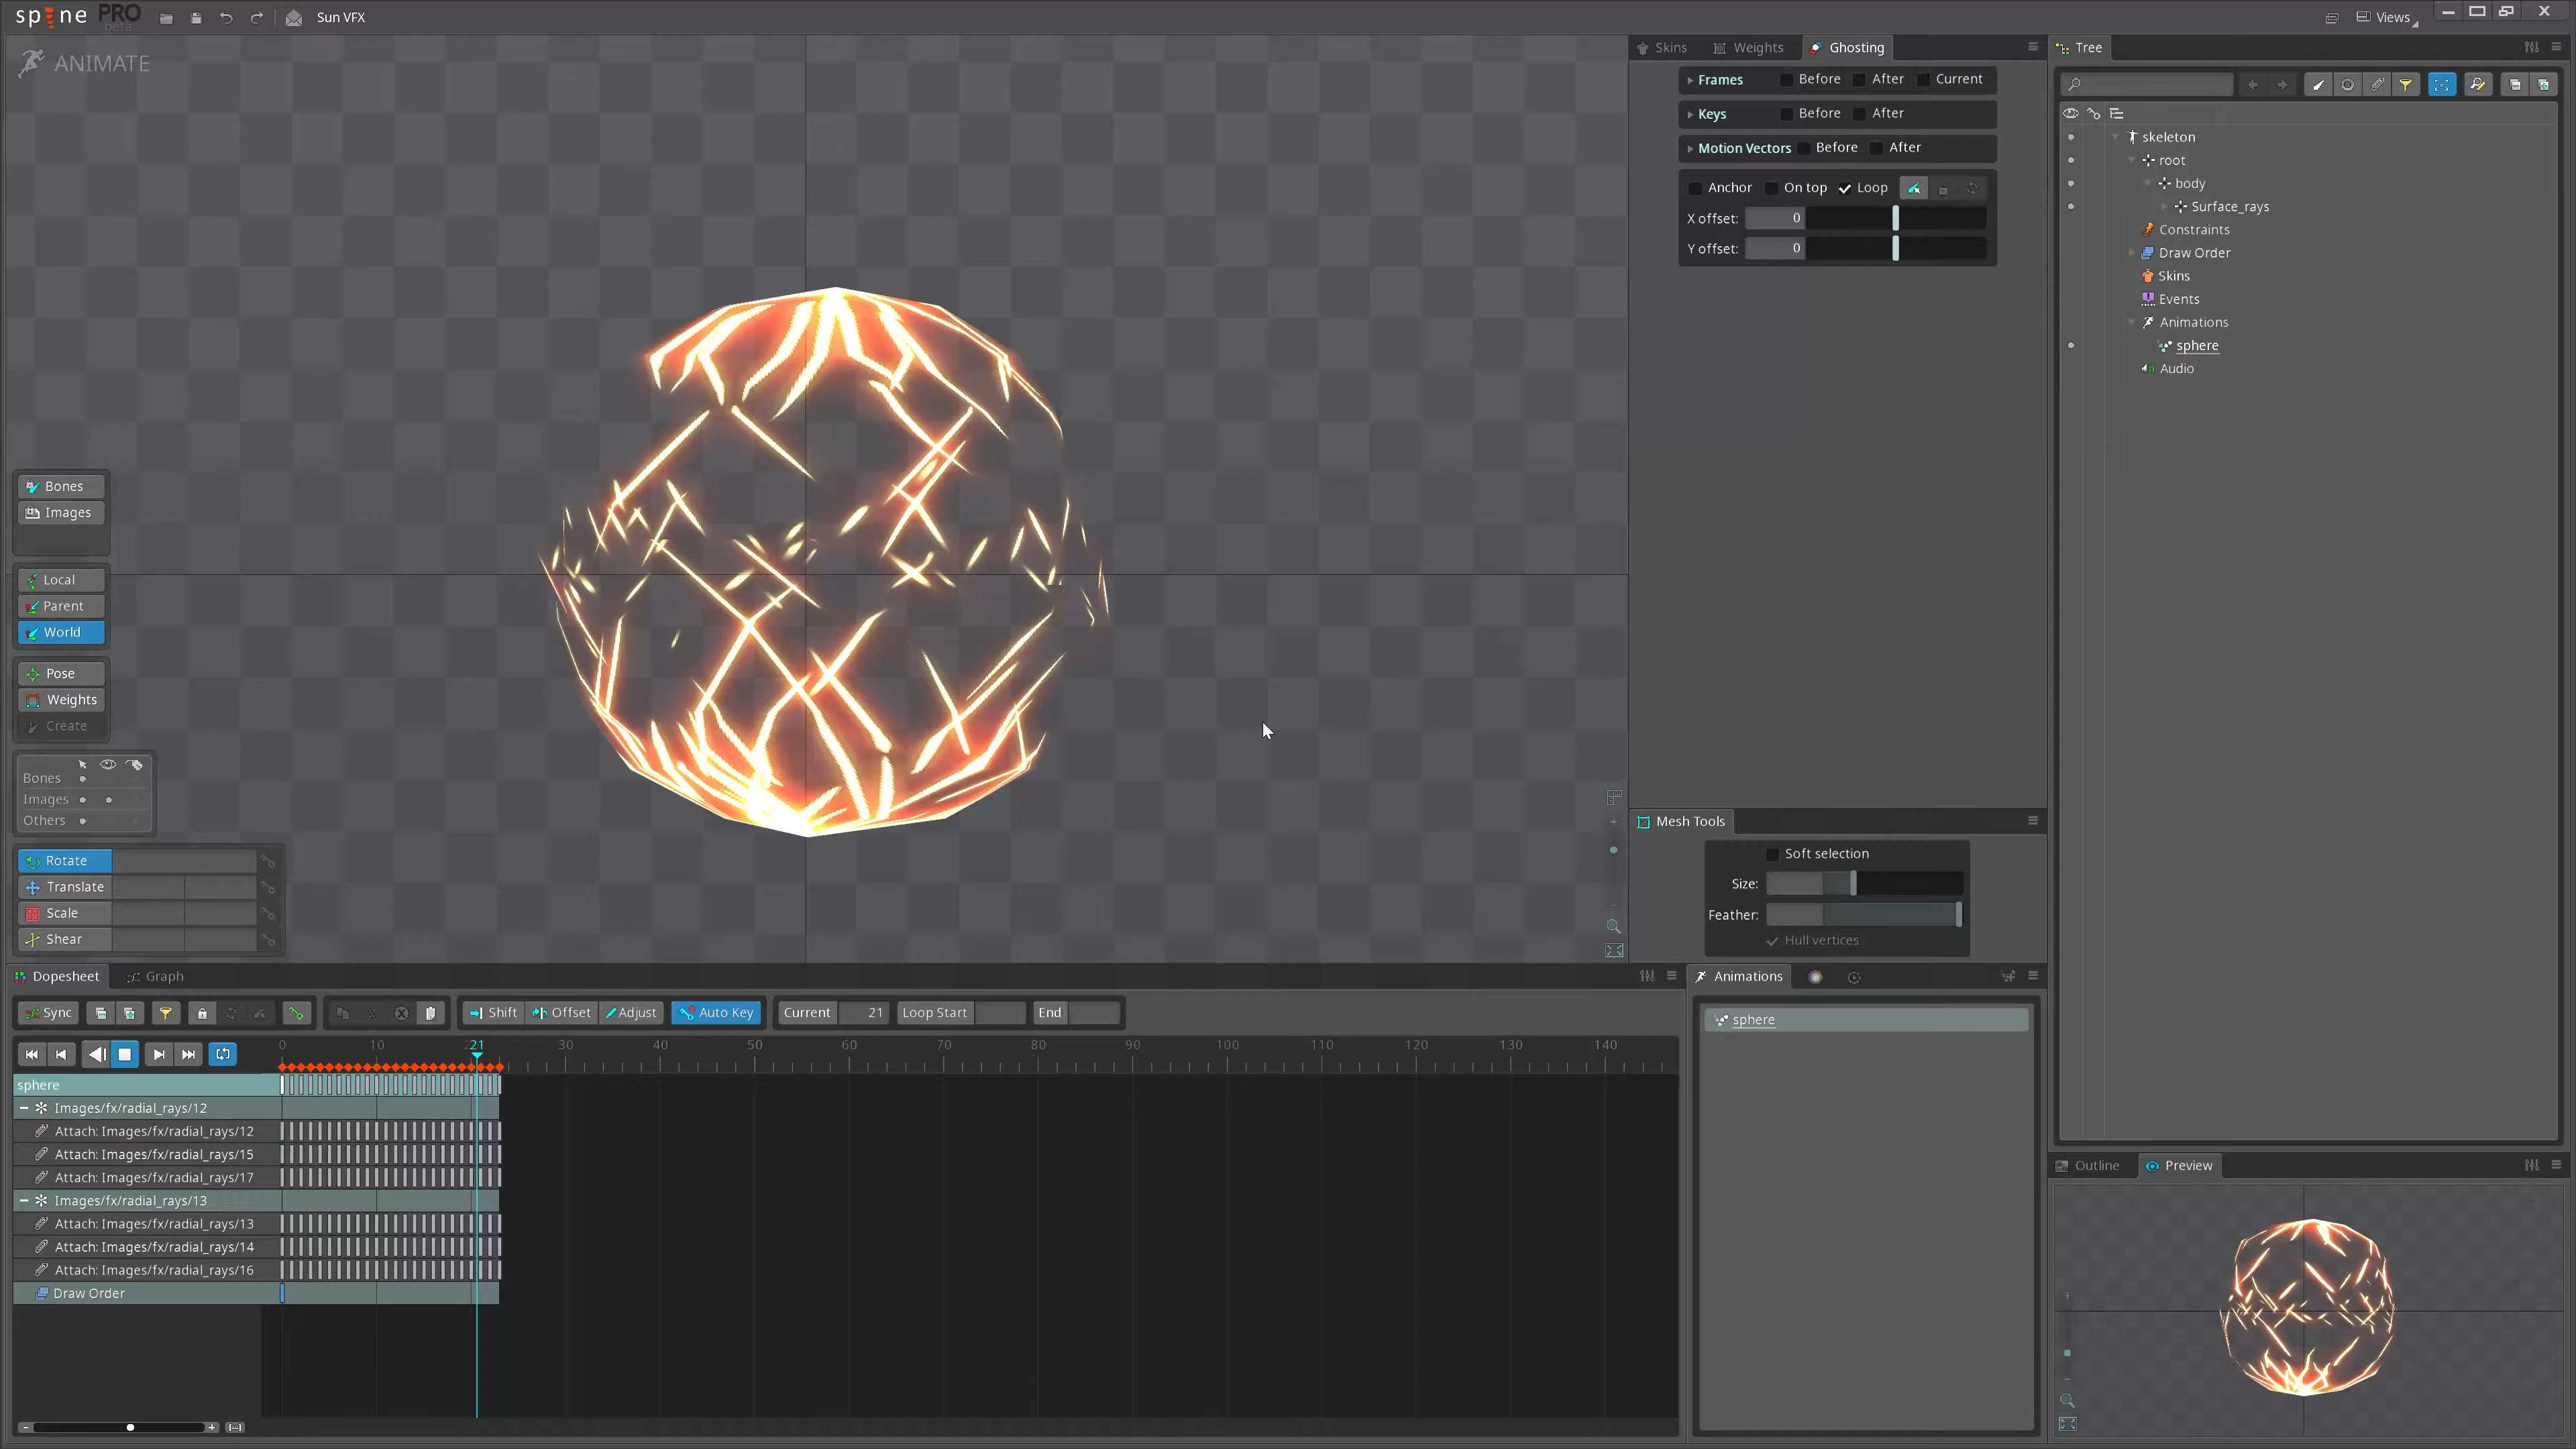 spine PRO
beta
Sun VFX
Views
ANIMATE
Skins Weights Ghosting
Frames Before After Current
Keys Before After
Motion Vectors Before After
Anchor On top Loop
X offset: 0
Y offset: 0
Tree
skeleton
root
body
Surface_rays
Constraints
Draw Order
Skins
Events
Animations
sphere
Audio
Bones
Images
Local
Parent
World
Pose
Weights
Create
Bones
Images
Others
Rotate
Translate
Scale
Shear
Mesh Tools
Soft selection
Size:
Feather:
Hull vertices
Dopesheet Graph
Sync Shift Offset Adjust Auto Key Current 21 Loop Start End
0 10 21 30 40 50 60 70 80 90 100 110 120 130 140
sphere
Images/fx/radial_rays/12
Attach: Images/fx/radial_rays/12
Attach: Images/fx/radial_rays/15
Attach: Images/fx/radial_rays/17
Images/fx/radial_rays/13
Attach: Images/fx/radial_rays/13
Attach: Images/fx/radial_rays/14
Attach: Images/fx/radial_rays/16
Draw Order
Animations
sphere
Outline Preview